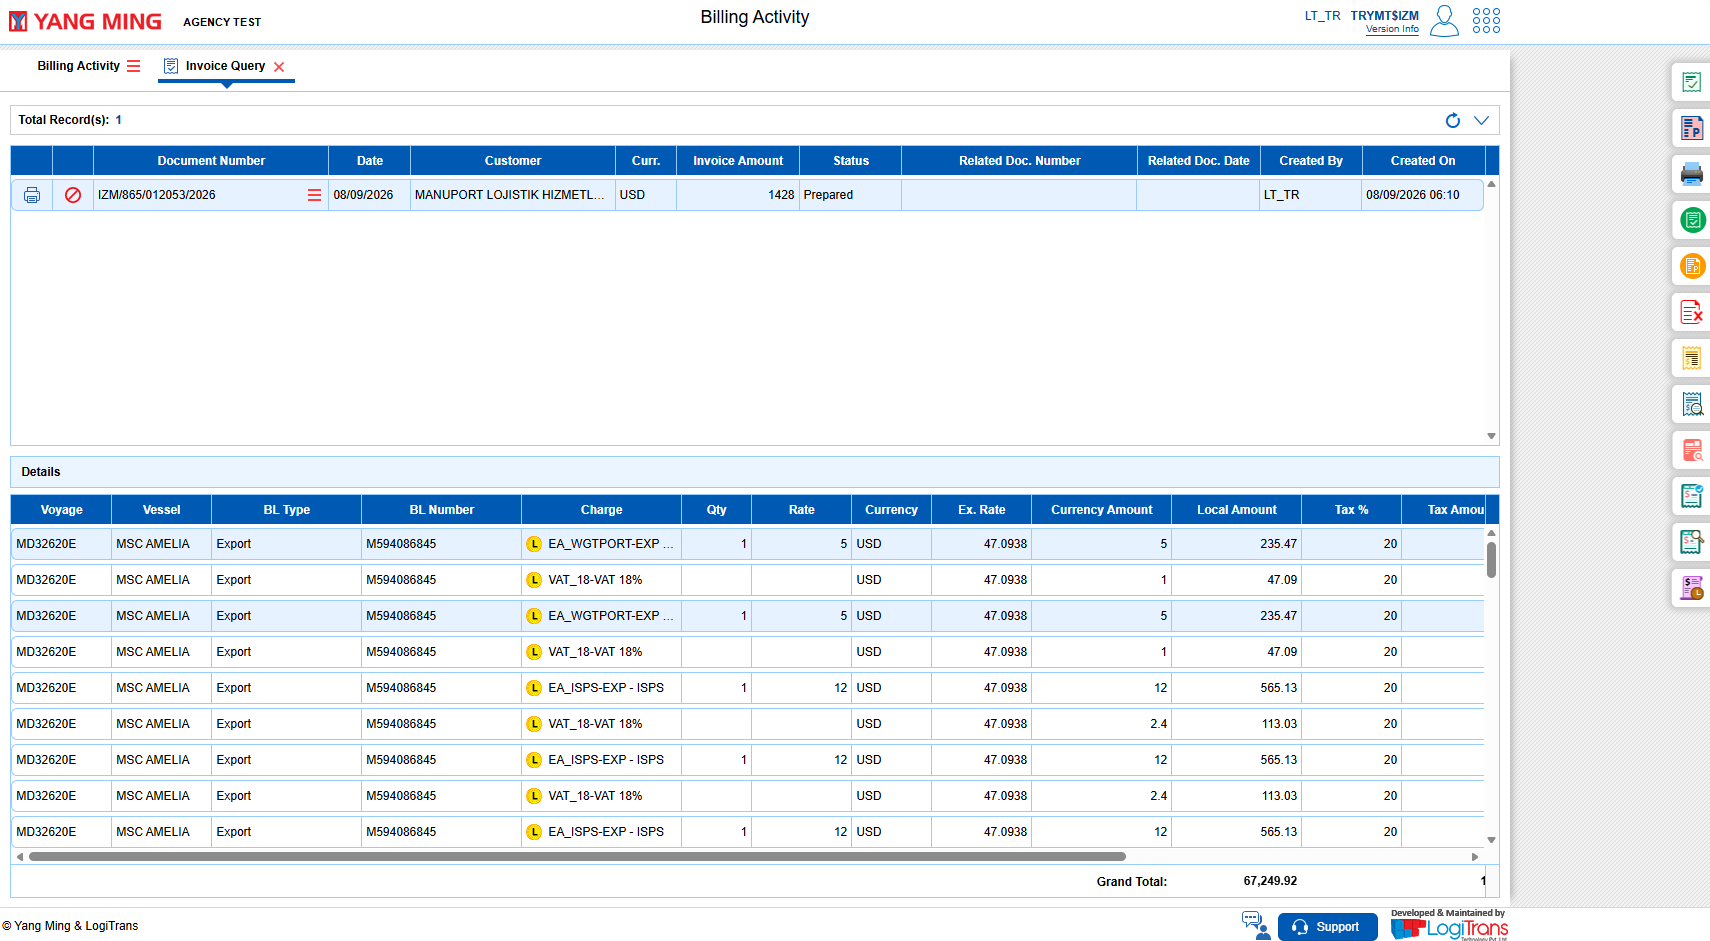 YANG MING AGENCY TEST Billing Activity LT_TR TRYMT$IZM
Version Info
Billing Activity Invoice Query
Total Record(s): 1
Document Number Date Customer Curr. Invoice Amount Status Related Doc. Number Related Doc. Date Created By Created On
IZM/865/012053/2026 08/09/2026 MANUPORT LOJISTIK HIZMETL... USD 1428 Prepared LT_TR 08/09/2026 06:10
Details
Voyage Vessel BL Type BL Number Charge Qty Rate Currency Ex. Rate Currency Amount Local Amount Tax % Tax Amou
MD32620E MSC AMELIA Export M594086845 L EA_WGTPORT-EXP ... 1 5 USD 47.0938 5 235.47 20
MD32620E MSC AMELIA Export M594086845 L VAT_18-VAT 18% USD 47.0938 1 47.09 20
MD32620E MSC AMELIA Export M594086845 L EA_WGTPORT-EXP ... 1 5 USD 47.0938 5 235.47 20
MD32620E MSC AMELIA Export M594086845 L VAT_18-VAT 18% USD 47.0938 1 47.09 20
MD32620E MSC AMELIA Export M594086845 L EA_ISPS-EXP - ISPS 1 12 USD 47.0938 12 565.13 20
MD32620E MSC AMELIA Export M594086845 L VAT_18-VAT 18% USD 47.0938 2.4 113.03 20
MD32620E MSC AMELIA Export M594086845 L EA_ISPS-EXP - ISPS 1 12 USD 47.0938 12 565.13 20
MD32620E MSC AMELIA Export M594086845 L VAT_18-VAT 18% USD 47.0938 2.4 113.03 20
MD32620E MSC AMELIA Export M594086845 L EA_ISPS-EXP - ISPS 1 12 USD 47.0938 12 565.13 20
Grand Total: 67,249.92 1
© Yang Ming & LogiTrans Support Developed & Maintained by
LogiTrans
Technology Pvt. Ltd.